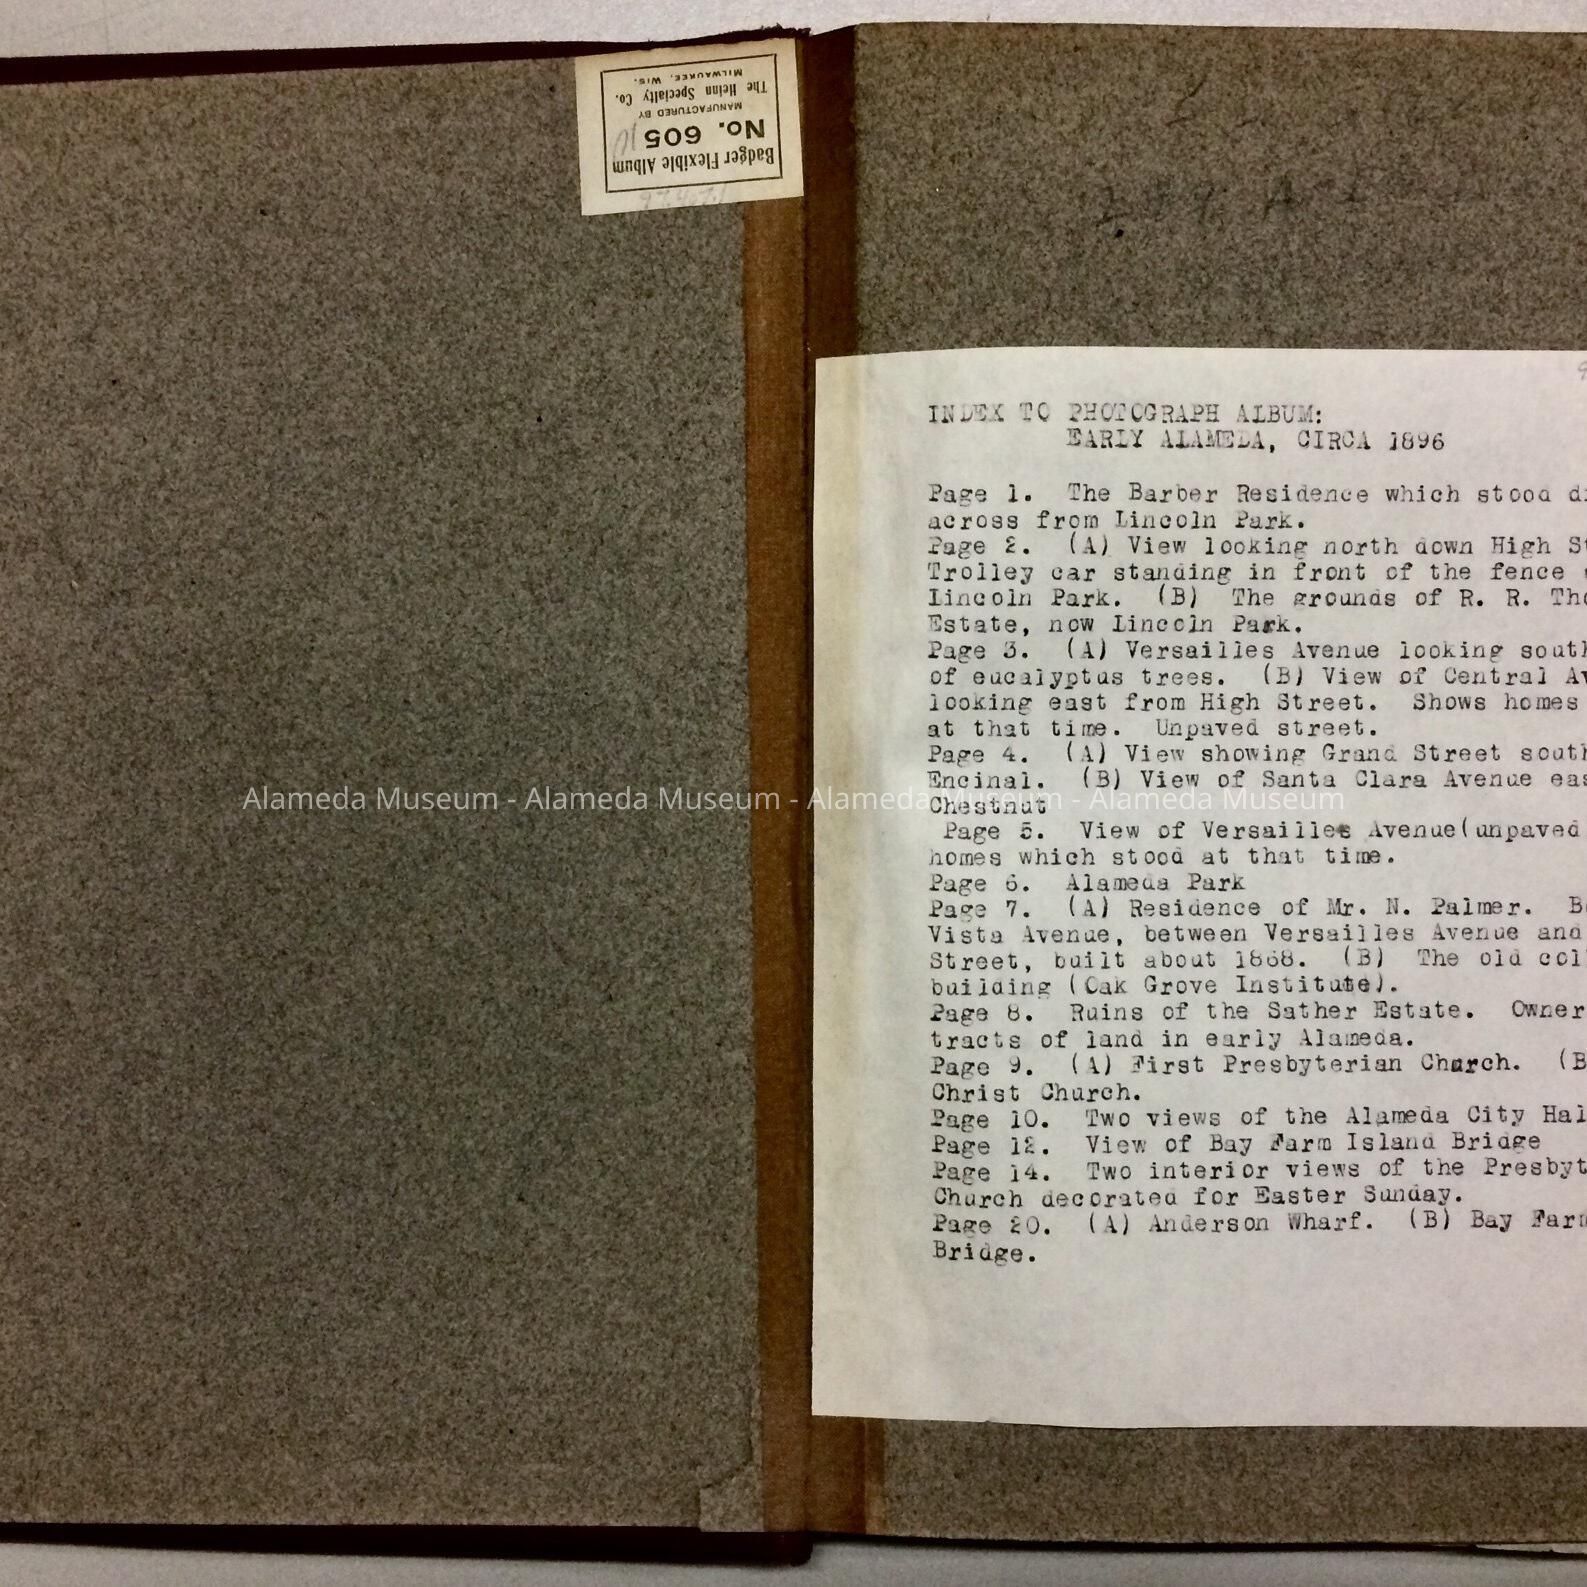 Badger Flexible Album
No. 605
MANUFACTURED BY
The Heinn Specialty Co.
MILWAUKEE, WIS.
INDEX TO PHOTOGRAPH ALBUM:
EARLY ALAMEDA, CIRCA 1896
Page 1. The Barber Residence which stood
across from Lincoln Park.
Page 2. (A) View looking north down High
Trolley car standing in front of the fence
Lincoln Park. (B) The grounds of R. R.
Estate, now Lincoln Park.
Page 3. (A) Versailles Avenue looking
of eucalyptus trees. (B) View of Central
looking east from High Street. Shows homes
at that time. Unpaved street.
Page 4. (A) View showing Grand Street
Encinal. (B) View of Santa Clara Avenue
Chestnut
Page 5. View of Versailles Avenue(unpaved
homes which stood at that time.
Page 6. Alameda Park
Page 7. (A) Residence of Mr. N. Palmer.
Vista Avenue, between Versailles Avenue and
Street, built about 1868. (B) The old
building (Oak Grove Institute).
Page 8. Ruins of the Sather Estate.
tracts of land in early Alameda.
Page 9. (A) First Presbyterian Church. (B
Christ Church.
Page 10. Two views of the Alameda City
Page 12. View of Bay Farm Island Bridge
Page 14. Two interior views of the
Church decorated for Easter Sunday.
Page 20. (A) Anderson Wharf. (B) Bay
Bridge.
Alameda Museum - Alameda Museum - Alameda Museum - Alameda Museum